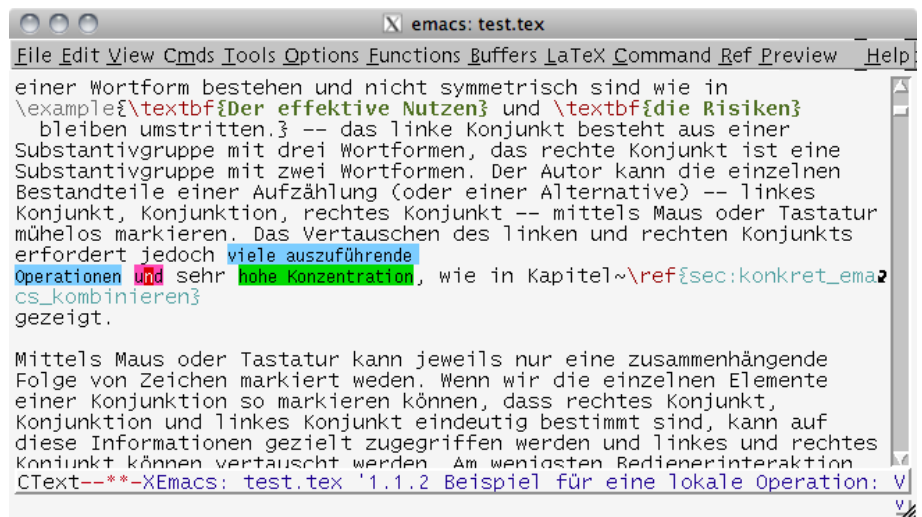 emacs: test.tex
File Edit View Cmds Tools Options Functions Buffers LaTeX Command Ref Preview Help
einer Wortform bestehen und nicht symmetrisch sind wie in
\example{\textbf{Der effektive Nutzen} und \textbf{die Risiken}
bleiben umstritten.} -- das linke Konjunkt besteht aus einer
Substantivgruppe mit drei Wortformen, das rechte Konjunkt ist eine
Substantivgruppe mit zwei Wortformen. Der Autor kann die einzelnen
Bestandteile einer Aufzählung (oder einer Alternative) -- linkes
Konjunkt, Konjunktion, rechtes Konjunkt -- mittels Maus oder Tastatur
mühelos markieren. Das Vertauschen des linken und rechten Konjunkts
erfordert jedoch viele auszuführende
Operationen und sehr hohe Konzentration, wie in Kapitel~\ref{sec:konkret_ema
cs_kombinieren}
gezeigt.
Mittels Maus oder Tastatur kann jeweils nur eine zusammenhängende
Folge von Zeichen markiert weden. Wenn wir die einzelnen Elemente
einer Konjunktion so markieren können, dass rechtes Konjunkt,
Konjunktion und linkes Konjunkt eindeutig bestimmt sind, kann auf
diese Informationen gezielt zugegriffen werden und linkes und rechtes
Konjunkt können vertauscht werden. Am wenigsten Bedienerinteraktion
CText--**-XEmacs: test.tex '1.1.2 Beispiel für eine lokale Operation: V